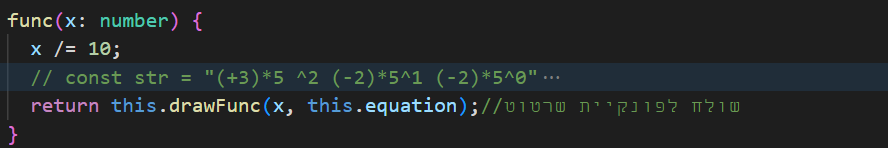 func(x: number) {
x /= 10;
// const str = "(+3)*5 ^2 (-2)*5^1 (-2)*5^0"···
return this.drawFunc(x, this.equation);//שולח לפונקיית שרטוט
}